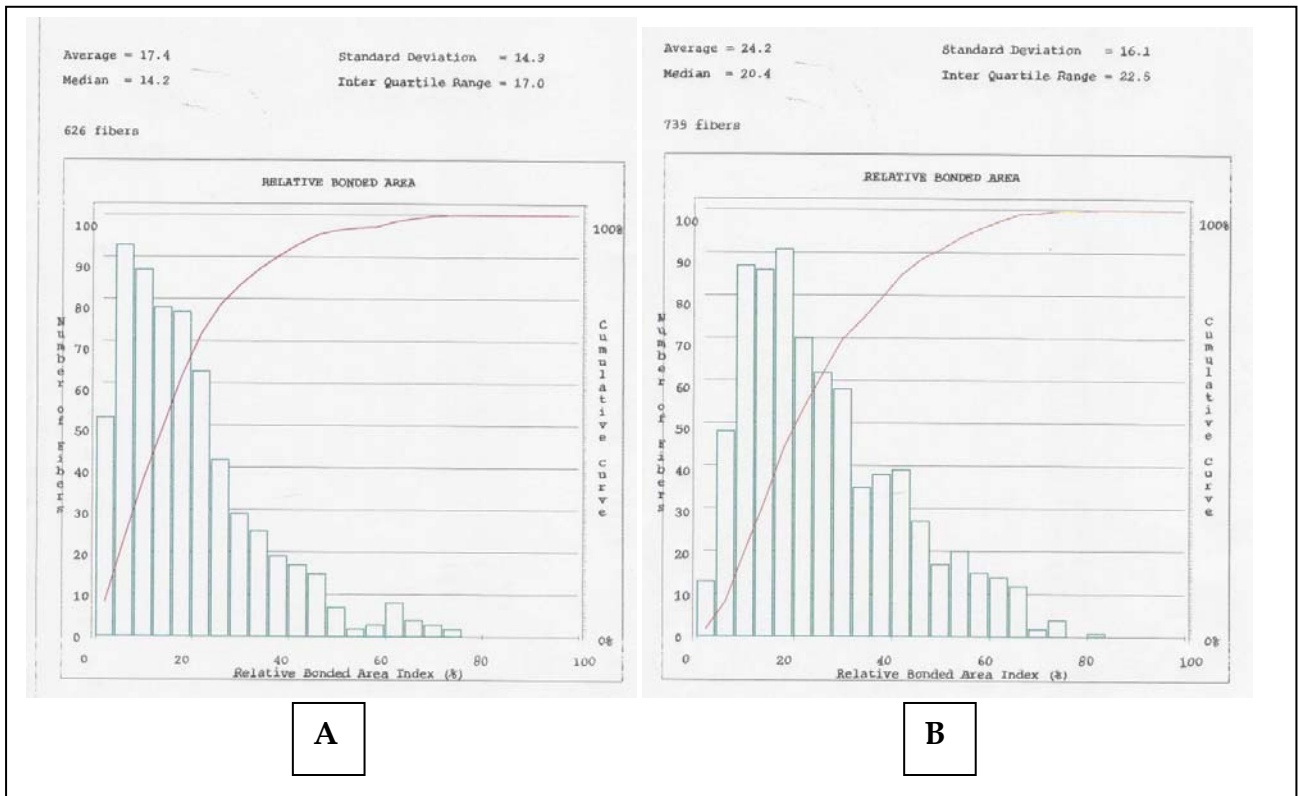 Average = 17.4
Standard Deviation = 14.3
Median = 14.2
Inter Quartile Range = 17.0
626 fibers
RELATIVE BONDED AREA
100
90
80
70
60
50
40
30
20
10
0
Number of Fibers
100%
Cumulative Curve
0%
0 20 40 60 80 100
Relative Bonded Area Index (%)
A
Average = 24.2
Standard Deviation = 16.1
Median = 20.4
Inter Quartile Range = 22.5
739 fibers
RELATIVE BONDED AREA
100
90
80
70
60
50
40
30
20
10
0
Number of Fibers
100%
Cumulative Curve
0%
0 20 40 60 80 100
Relative Bonded Area Index (%)
B